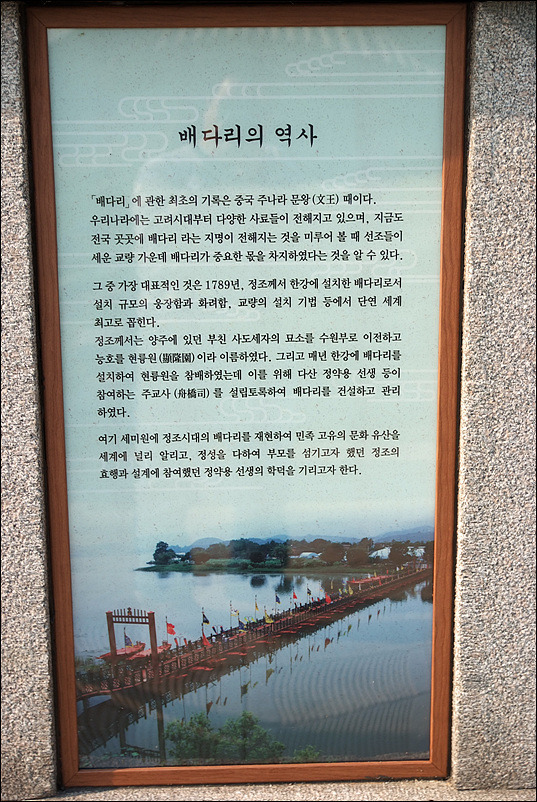 배다리의 역사
「배다리」에 관한 최초의 기록은 중국 주나라 문왕(文王) 때이다.
우리나라에는 고려시대부터 다양한 사료들이 전해지고 있으며, 지금도
전국 곳곳에 배다리 라는 지명이 전해지는 것을 미루어 볼 때 선조들이
세운 교량 가운데 배다리가 중요한 몫을 차지하였다는 것을 알 수 있다.
그 중 가장 대표적인 것은 1789년, 정조께서 한강에 설치한 배다리로서
설치 규모의 웅장함과 화려함, 교량의 설치 기법 등에서 단연 세계
최고로 꼽힌다.
정조께서는 양주에 있던 부친 사도세자의 묘소를 수원부로 이전하고
능호를 현륭원(顯隆園)이라 이름하였다. 그리고 매년 한강에 배다리를
설치하여 현륭원을 참배하였는데 이를 위해 다산 정약용 선생 등이
참여하는 주교사(舟橋司)를 설립토록하여 배다리를 건설하고 관리
하였다.
여기 세미원에 정조시대의 배다리를 재현하여 민족 고유의 문화 유산을
세계에 널리 알리고, 정성을 다하여 부모를 섬기고자 했던 정조의
효행과 설계에 참여했던 정약용 선생의 학덕을 기리고자 한다.